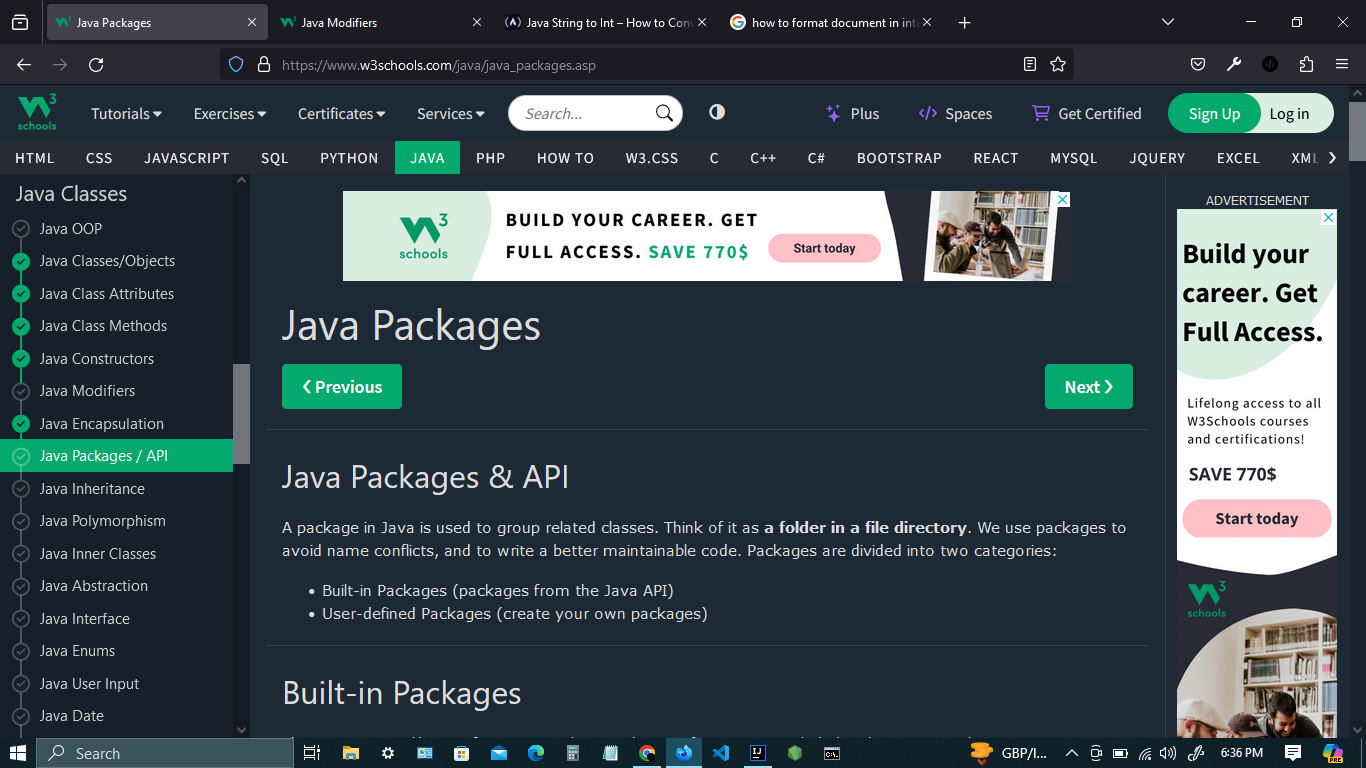 Java Packages
Java Modifiers
Java String to Int – How to Con
how to format document in int
https://www.w3schools.com/java/java_packages.asp
3
schools
Tutorials
Exercises
Certificates
Services
Search...
Plus
Spaces
Get Certified
Sign Up
Log in
HTML
CSS
JAVASCRIPT
SQL
PYTHON
JAVA
PHP
HOW TO
W3.CSS
C
C++
C#
BOOTSTRAP
REACT
MYSQL
JQUERY
EXCEL
XML
Java Classes
Java OOP
Java Classes/Objects
Java Class Attributes
Java Class Methods
Java Constructors
Java Modifiers
Java Encapsulation
Java Packages / API
Java Inheritance
Java Polymorphism
Java Inner Classes
Java Abstraction
Java Interface
Java Enums
Java User Input
Java Date
W3
schools
BUILD YOUR CAREER. GET
FULL ACCESS. SAVE 770$
Start today
Java Packages
❮ Previous
Next ❯
Java Packages & API
A package in Java is used to group related classes. Think of it as a folder in a file directory. We use packages to
avoid name conflicts, and to write a better maintainable code. Packages are divided into two categories:
• Built-in Packages (packages from the Java API)
• User-defined Packages (create your own packages)
Built-in Packages
ADVERTISEMENT
Build your
career. Get
Full Access.
Lifelong access to all
W3Schools courses
and certifications!
SAVE 770$
Start today
W3
schools
Search
GBP/I...
6:36 PM
PRE